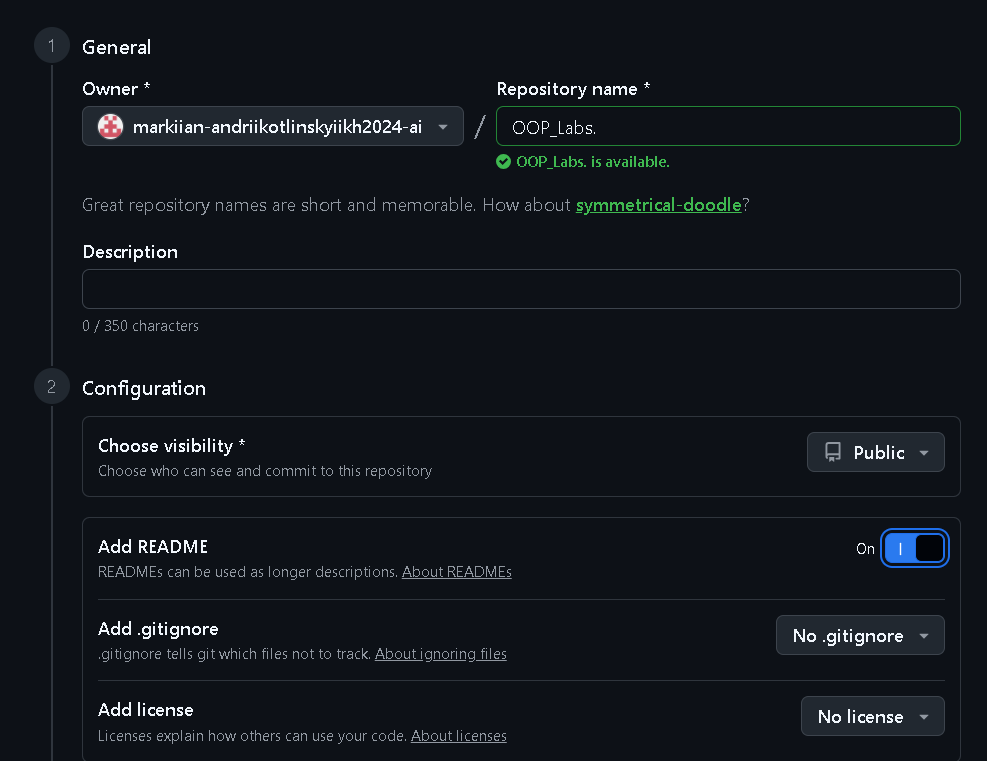 1
General
Owner *
Repository name *
markiian-andriikotlinskyiikh2024-ai
/
OOP_Labs.
OOP_Labs. is available.
Great repository names are short and memorable. How about symmetrical-doodle?
Description
0 / 350 characters
2
Configuration
Choose visibility *
Choose who can see and commit to this repository
Public
Add README
READMEs can be used as longer descriptions. About READMEs
On
Add .gitignore
.gitignore tells git which files not to track. About ignoring files
No .gitignore
Add license
Licenses explain how others can use your code. About licenses
No license